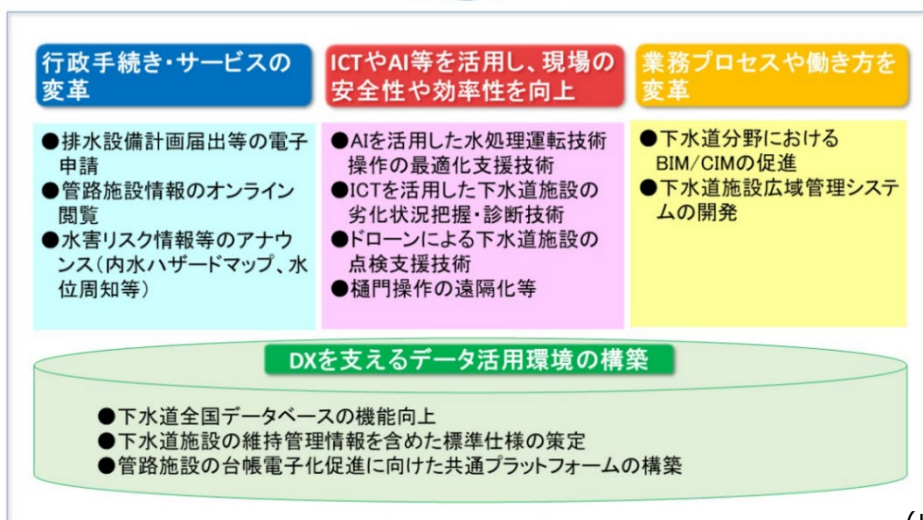 行政手続き・サービスの
変革
●排水設備計画届出等の電子
申請
●管路施設情報のオンライン
閲覧
●水害リスク情報等のアナウ
ンス(内水ハザードマップ、水
位周知等)
ICTやAI等を活用し、現場の
安全性や効率性を向上
●AIを活用した水処理運転技術
操作の最適化支援技術
●ICTを活用した下水道施設の
劣化状況把握・診断技術
●ドローンによる下水道施設の
点検支援技術
●樋門操作の遠隔化等
業務プロセスや働き方を
変革
●下水道分野における
BIM/CIMの促進
●下水道施設広域管理システ
ムの開発
DXを支えるデータ活用環境の構築
●下水道全国データベースの機能向上
●下水道施設の維持管理情報を含めた標準仕様の策定
●管路施設の台帳電子化促進に向けた共通プラットフォームの構築